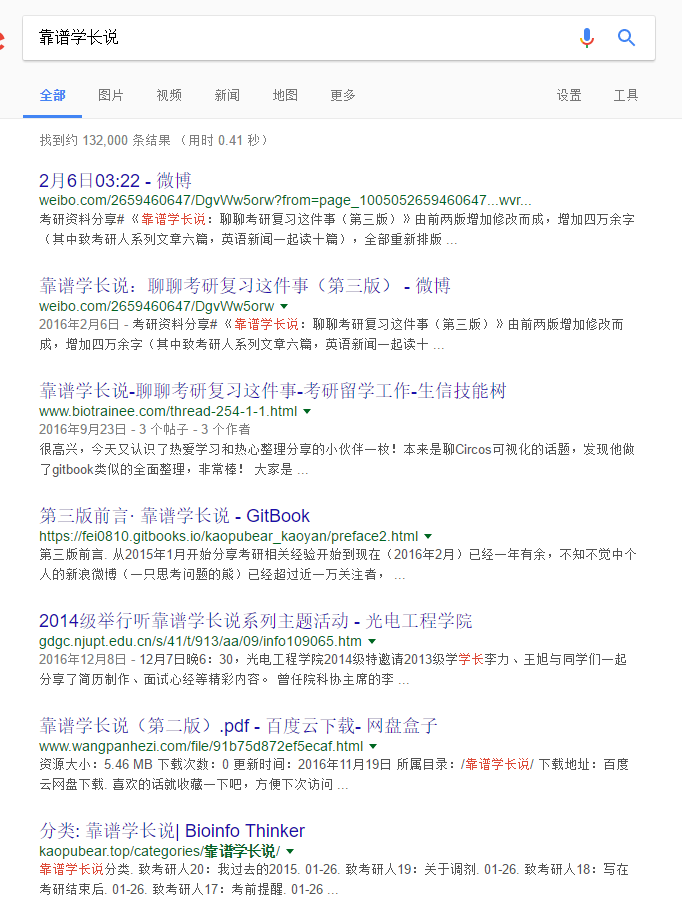 靠谱学长说
全部 图片 视频 新闻 地图 更多 设置 工具
找到约 132,000 条结果 （用时 0.41 秒）
2月6日03:22 - 微博
weibo.com/2659460647/DgvWw5orw?from=page_1005052659460647...wvr...
考研资料分享# 《靠谱学长说：聊聊考研复习这件事（第三版）》由前两版增加修改而成，增加四万余字
（其中致考研人系列文章六篇，英语新闻一起读十篇），全部重新排版 ...
靠谱学长说：聊聊考研复习这件事（第三版） - 微博
weibo.com/2659460647/DgvWw5orw
2016年2月6日 - 考研资料分享# 《靠谱学长说：聊聊考研复习这件事（第三版）》由前两版增加修改而
成，增加四万余字（其中致考研人系列文章六篇，英语新闻一起读十 ...
靠谱学长说-聊聊考研复习这件事-考研留学工作-生信技能树
www.biotrainee.com/thread-254-1-1.html
2016年9月23日 - 3 个帖子 - 3 个作者
很高兴，今天又认识了热爱学习和热心整理分享的小伙伴一枚！本来是聊Circos可视化的话题，发现他做
了gitbook类似的全面整理，非常棒！ 大家是 ...
第三版前言· 靠谱学长说 - GitBook
https://fei0810.gitbooks.io/kaopubear_kaoyan/preface2.html
第三版前言. 从2015年1月开始分享考研相关经验开始到现在（2016年2月）已经一年有余，不知不觉中个
人的新浪微博（一只思考问题的熊）已经超过近一万关注者， ...
2014级举行听靠谱学长说系列主题活动 - 光电工程学院
gdgc.njupt.edu.cn/s/41/t/913/aa/09/info109065.htm
2016年12月8日 - 12月7日晚6：30，光电工程学院2014级特邀请2013级学学长李力、王旭与同学们一起
分享了简历制作、面试心经等精彩内容。 曾任院科协主席的李 ...
靠谱学长说（第二版）.pdf - 百度云下载- 网盘盒子
www.wangpanhezi.com/file/91b75d872ef5ecaf.html
资源大小：5.46 MB 下载次数：0 更新时间：2016年11月19日 所属目录：/靠谱学长说/ 下载地址：百度
云网盘下载. 喜欢的话就收藏一下吧，方便下次访问 ...
分类: 靠谱学长说| Bioinfo Thinker
kaopubear.top/categories/靠谱学长说/
靠谱学长说分类. 致考研人20：我过去的2015. 01-26. 致考研人19：关于调剂. 01-26. 致考研人18：写在
考研结束后. 01-26. 致考研人17：考前提醒. 01-26 ...